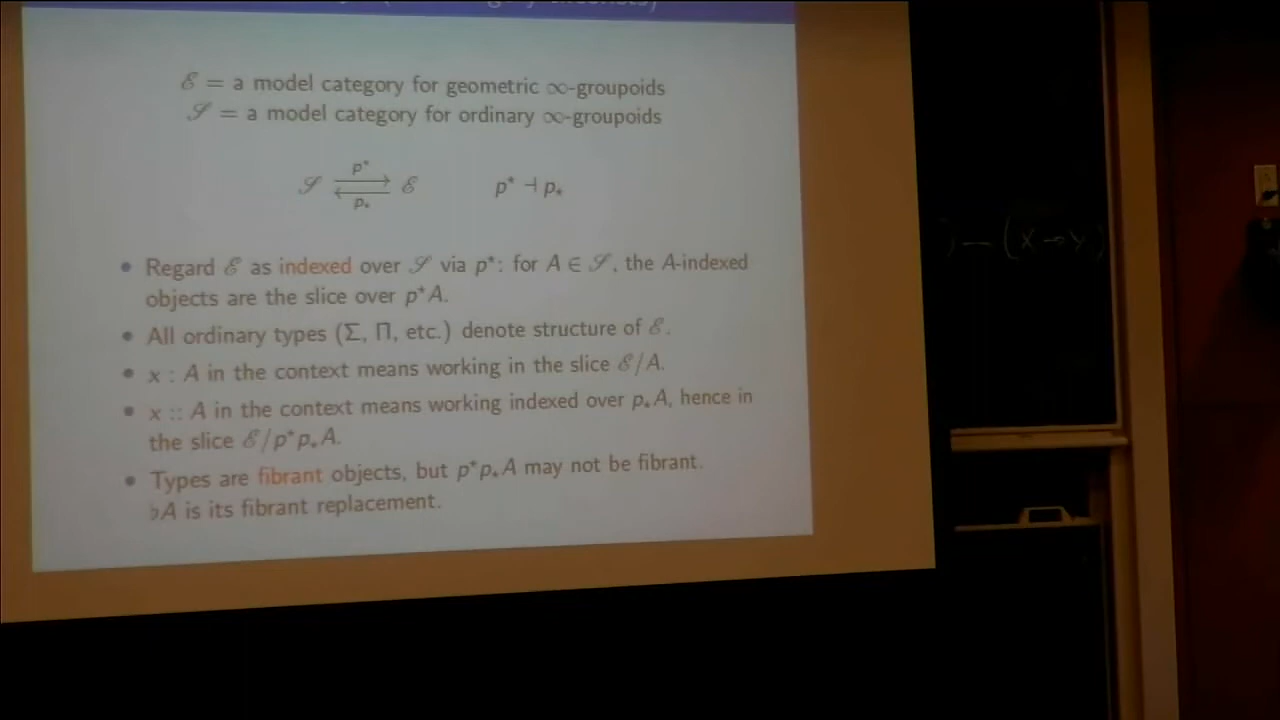 ℰ = a model category for geometric ∞-groupoids
𝒮 = a model category for ordinary ∞-groupoids
p*
𝒮 ⇄ ℰ p* ⊣ p₊
p₊
• Regard ℰ as indexed over 𝒮 via p*: for A ∈ 𝒮, the A-indexed
objects are the slice over p*A.
• All ordinary types (Σ, Π, etc.) denote structure of ℰ.
• x : A in the context means working in the slice ℰ/A.
• x :: A in the context means working indexed over p₊A, hence in
the slice ℰ/p*p₊A.
• Types are fibrant objects, but p*p₊A may not be fibrant.
♭A is its fibrant replacement.
) — (X → Y)